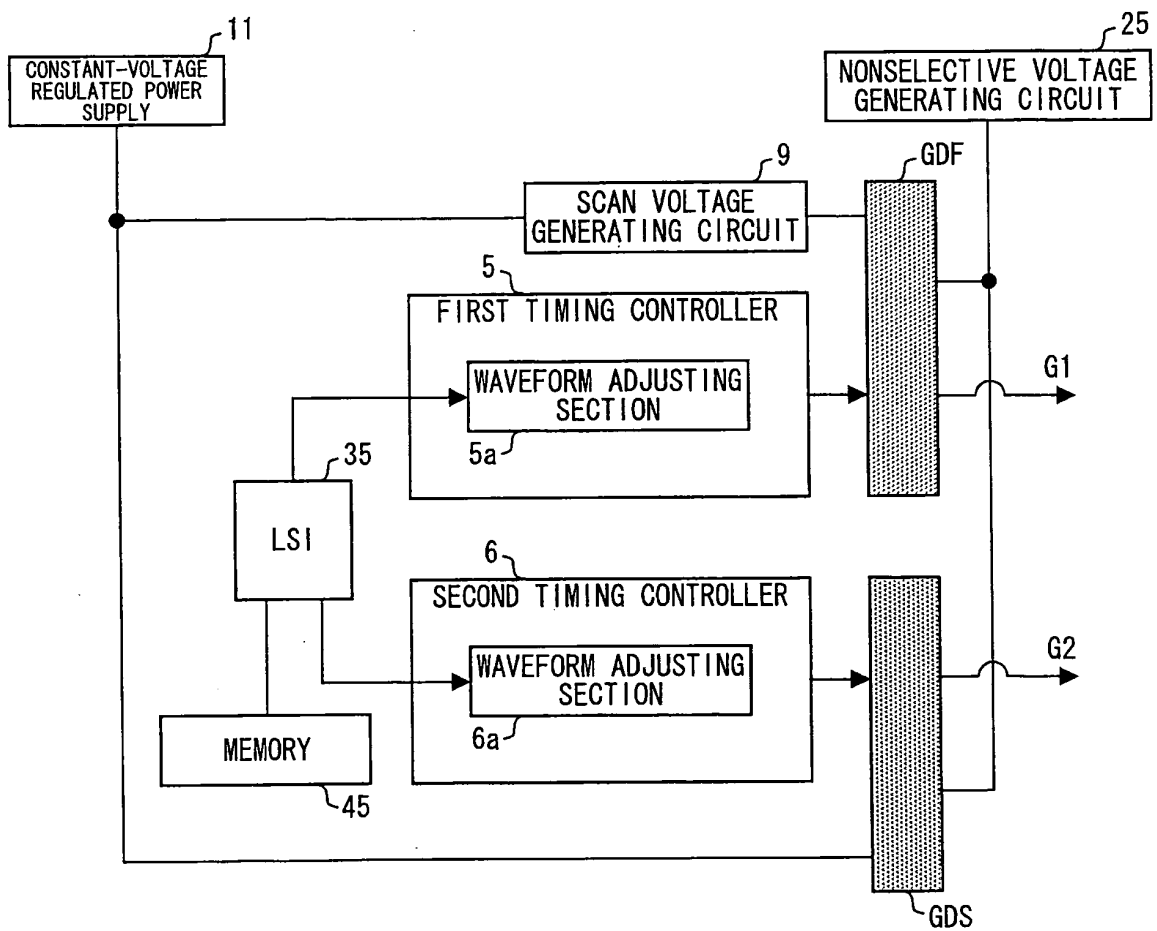 11
CONSTANT-VOLTAGE
REGULATED POWER
SUPPLY
25
NONSELECTIVE VOLTAGE
GENERATING CIRCUIT
9
SCAN VOLTAGE
GENERATING CIRCUIT
GDF
5
FIRST TIMING CONTROLLER
WAVEFORM ADJUSTING
SECTION
5a
G1
35
LSI
6
SECOND TIMING CONTROLLER
WAVEFORM ADJUSTING
SECTION
6a
G2
MEMORY
45
GDS